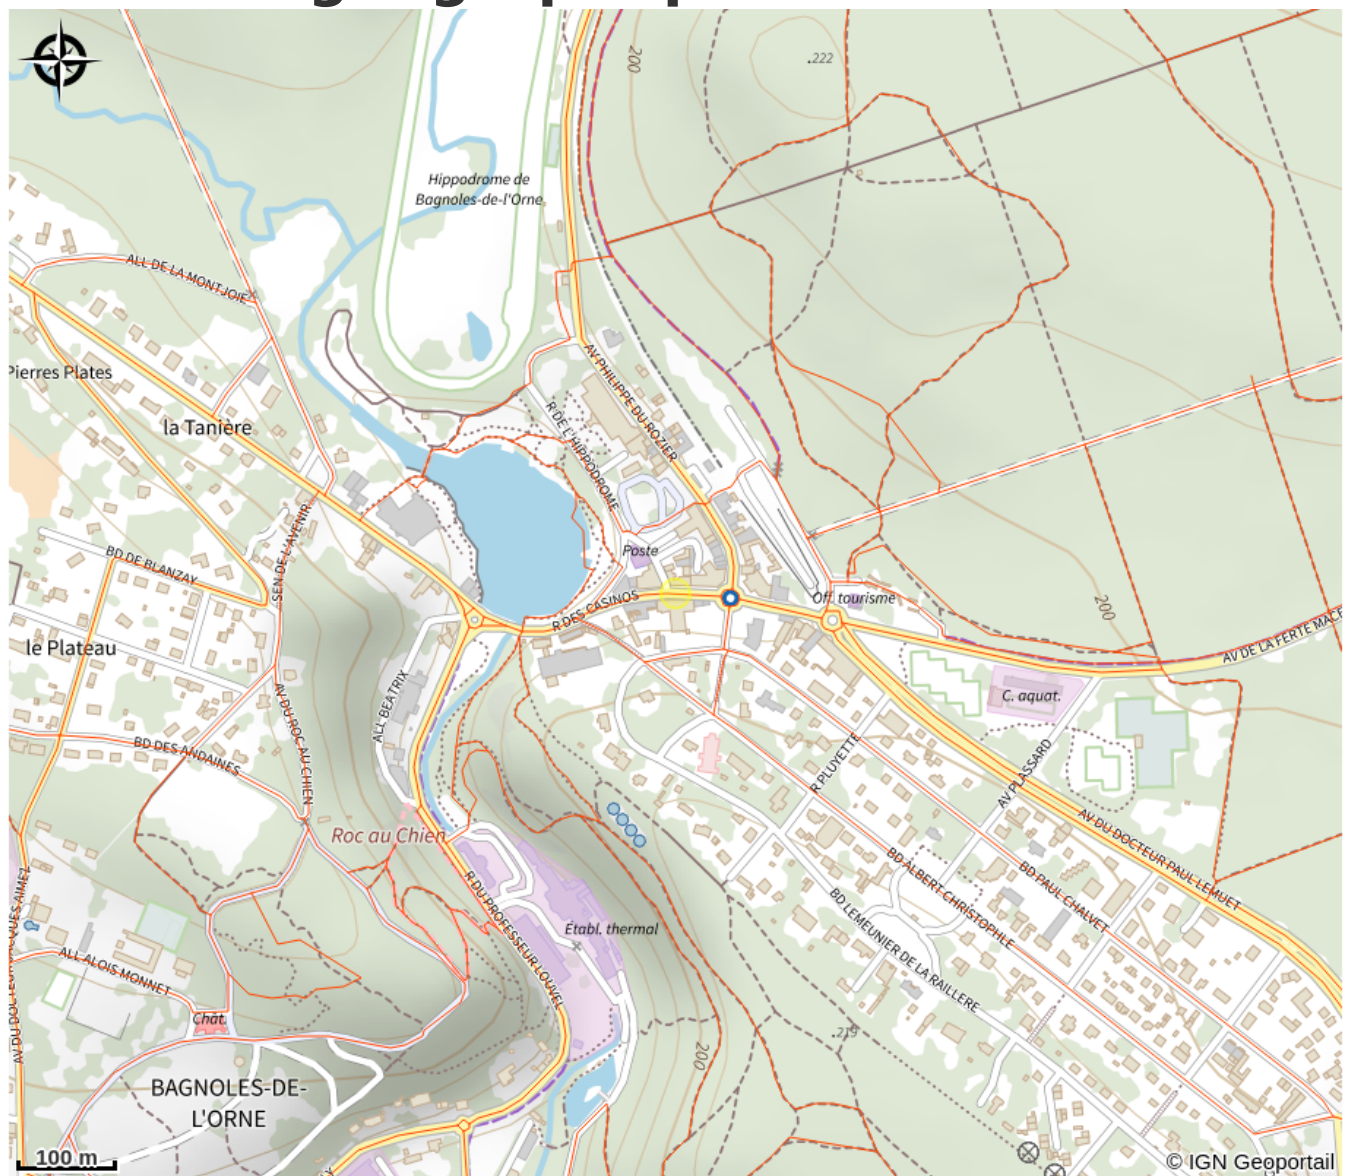 200
.222
Hippodrome de
Bagnoles-de-l'Orne
ALL DE LA MONTJOIE
AV PHILIPPE DU ROZIER
Pierres Plates
la Tanière
R DE L'HIPPODROME
SEN DE L'AVENIR
BD DE BLANZAY
Poste
R DES CASINOS
Off. tourisme
200
AV DE LA FERTE MACE
le Plateau
ALL BEATRIX
AV DU ROC AU CHIEN
C. aquat.
BD DES ANDAINES
R PLUYETTE
AV PLASSARD
Roc au Chien
AV DU DOCTEUR PAUL LEMUET
BD ALBERT CHRISTOPHLE
BD PAUL CHALVET
R DU PROFESSEUR LOUVEL
BD LEMEUNIER DE LA RAILLERE
Établ. thermal
ALL ALOIS MONNET
Chât.
200
.219
BAGNOLES-DE-
L'ORNE
100 m
© IGN Geoportail